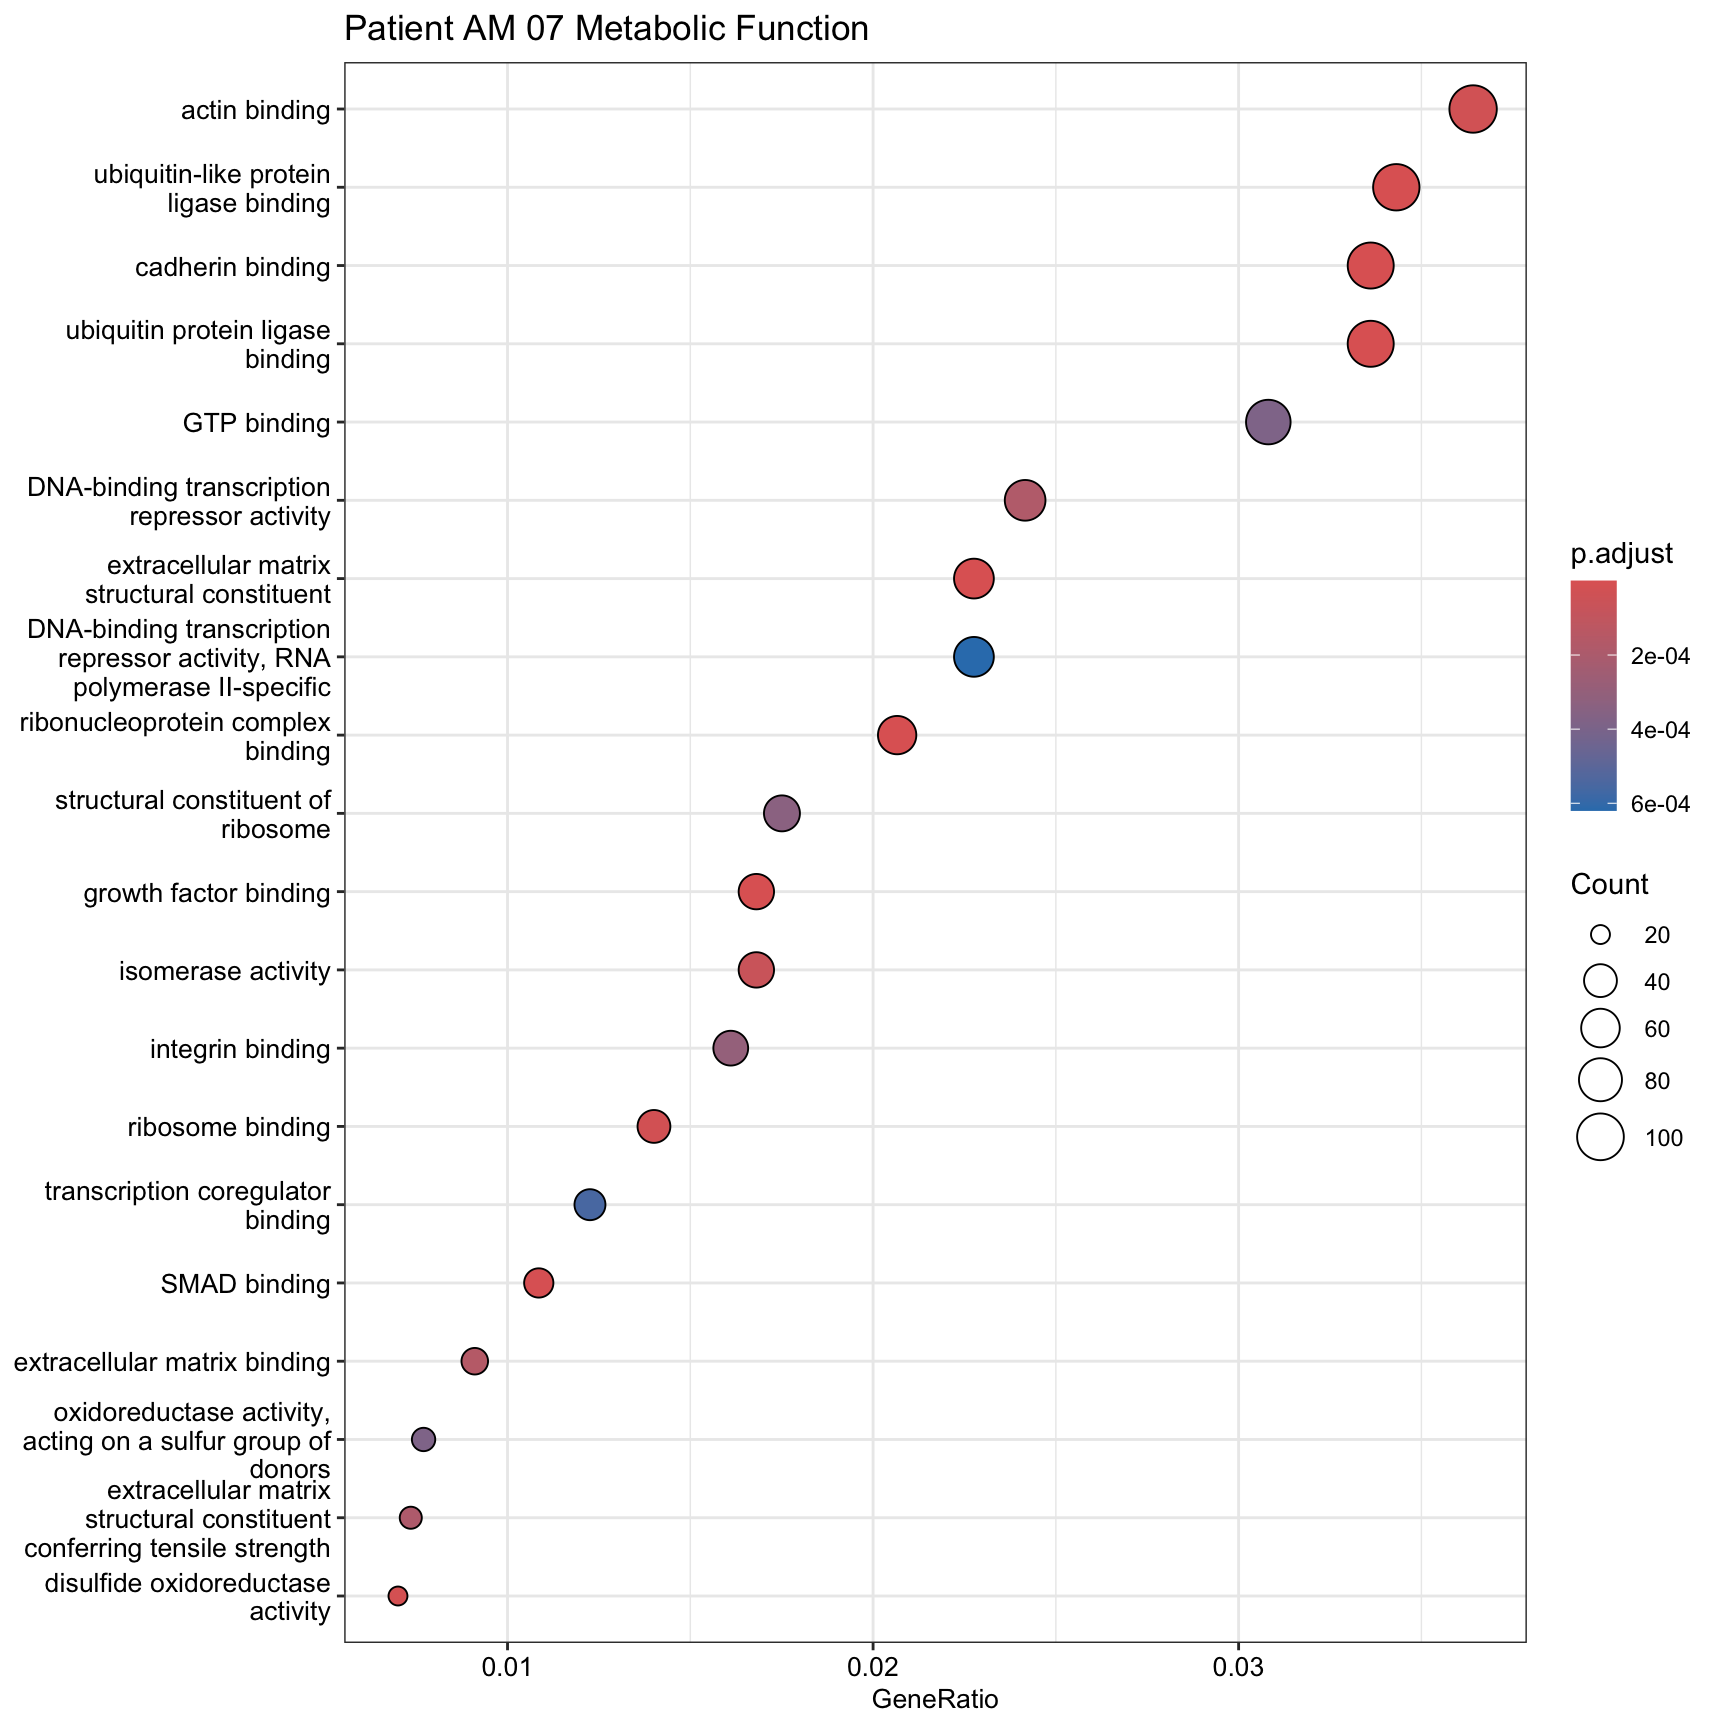 Patient AM 07 Metabolic Function
actin binding
ubiquitin-like protein
ligase binding
cadherin binding
ubiquitin protein ligase
binding
GTP binding
DNA-binding transcription
repressor activity
extracellular matrix
structural constituent
DNA-binding transcription
repressor activity, RNA
polymerase II-specific
ribonucleoprotein complex
binding
structural constituent of
ribosome
growth factor binding
isomerase activity
integrin binding
ribosome binding
transcription coregulator
binding
SMAD binding
extracellular matrix binding
oxidoreductase activity,
acting on a sulfur group of
donors
extracellular matrix
structural constituent
conferring tensile strength
disulfide oxidoreductase
activity
0.01
0.02
0.03
GeneRatio
p.adjust
2e-04
4e-04
6e-04
Count
20
40
60
80
100